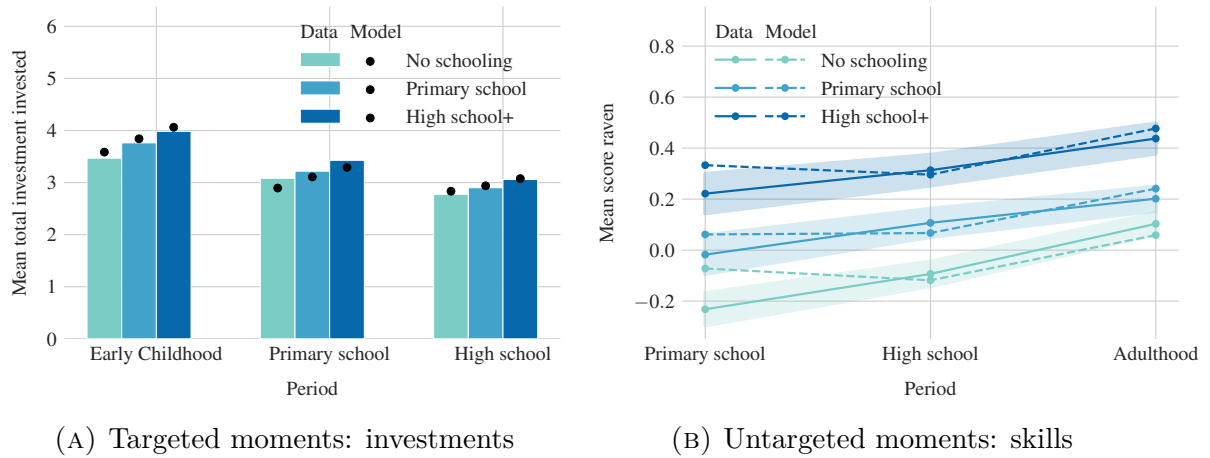 Mean total investment invested
6
5
4
3
2
1
0
Data Model
No schooling
Primary school
High school+
Early Childhood
Primary school
High school
Period
(A) Targeted moments: investments
Mean score raven
0.8
0.6
0.4
0.2
0.0
−0.2
Data Model
No schooling
Primary school
High school+
Primary school
High school
Adulthood
Period
(B) Untargeted moments: skills